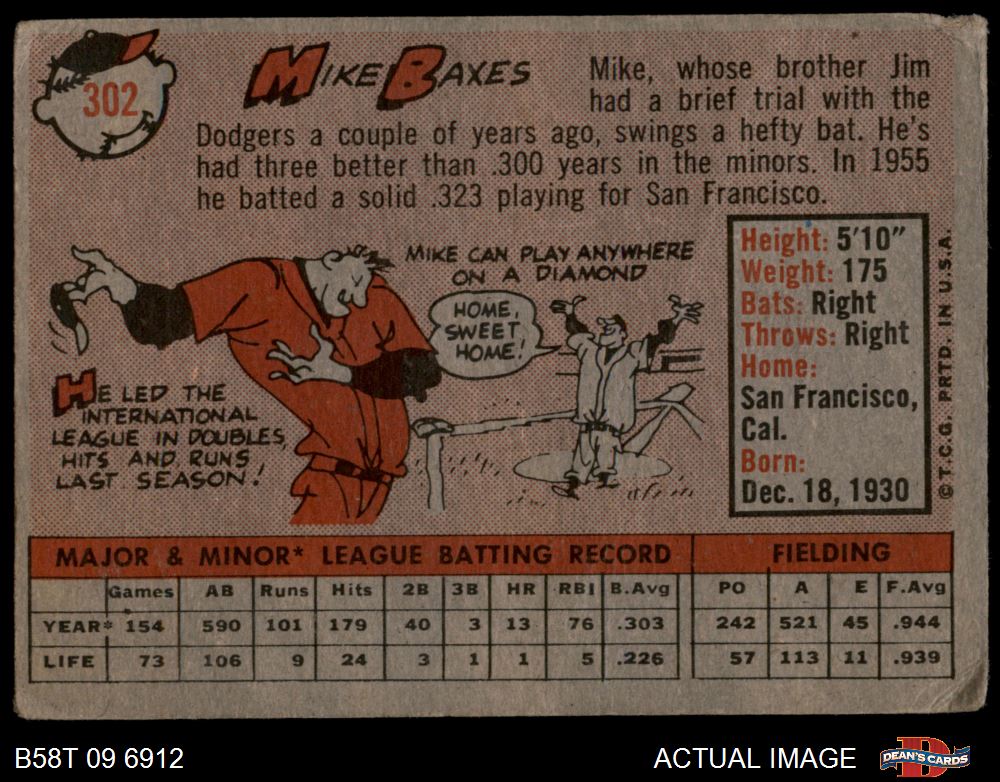 302
MIKE BAXES
Mike, whose brother Jim
had a brief trial with the
Dodgers a couple of years ago, swings a hefty bat. He's
had three better than .300 years in the minors. In 1955
he batted a solid .323 playing for San Francisco.
MIKE CAN PLAY ANYWHERE
ON A DIAMOND
HOME,
SWEET
HOME!
HE LED THE
INTERNATIONAL
LEAGUE IN DOUBLES,
HITS AND RUNS
LAST SEASON!
Height: 5'10"
Weight: 175
Bats: Right
Throws: Right
Home:
San Francisco,
Cal.
Born:
Dec. 18, 1930
© T.C.G. PRTD. IN U.S.A.
MAJOR & MINOR* LEAGUE BATTING RECORD FIELDING
Games AB Runs Hits 2B 3B HR RBI B.Avg PO A E F.Avg
YEAR* 154 590 101 179 40 3 13 76 .303 242 521 45 .944
LIFE 73 106 9 24 3 1 1 5 .226 57 113 11 .939
B58T 09 6912
ACTUAL IMAGE
DEAN'S CARDS